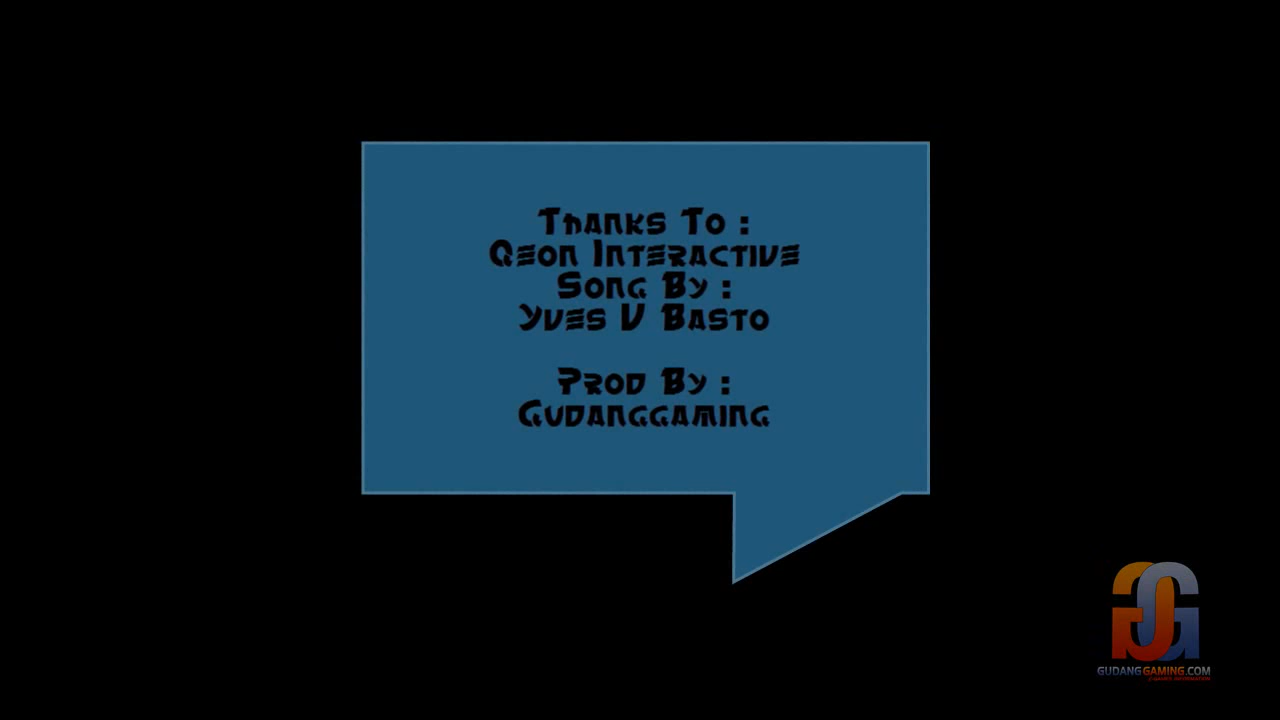 Thanks To :
Qeon Interactive
Song By :
Yves V Basto
Prod By :
Gudanggaming
GUDANGGAMING.COM